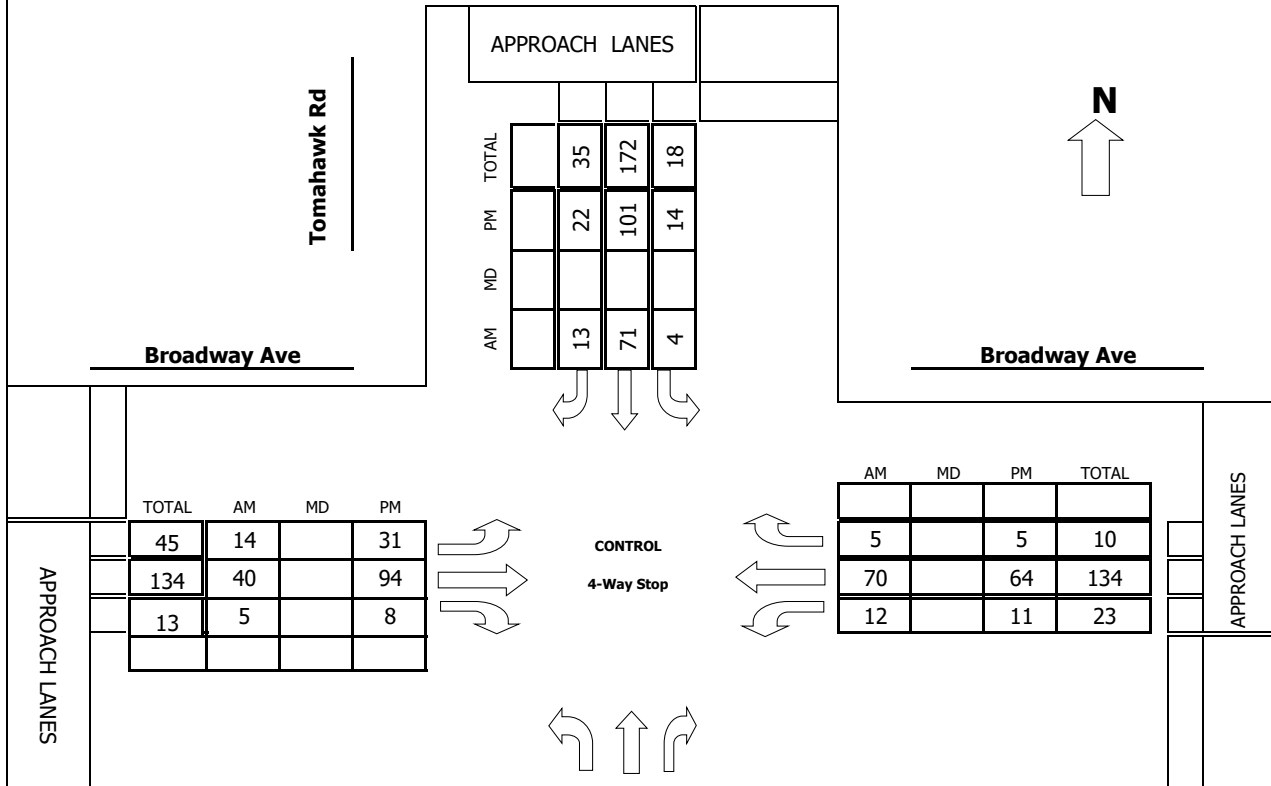 APPROACH LANES
N
Tomahawk Rd
TOTAL 35 172 18
PM 22 101 14
MD
AM 13 71 4
Broadway Ave
Broadway Ave
TOTAL AM MD PM
45 14 31
134 40 94
13 5 8
APPROACH LANES
CONTROL
4-Way Stop
AM MD PM TOTAL
5 5 10
70 64 134
12 11 23
APPROACH LANES